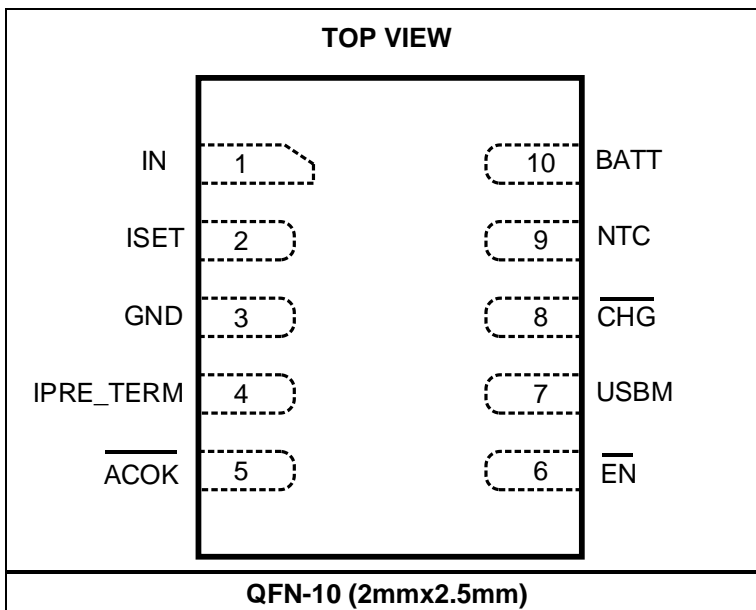 TOP VIEW
IN 1 10 BATT
ISET 2 9 NTC
GND 3 8 CHG
IPRE_TERM 4 7 USBM
ACOK 5 6 EN
QFN-10 (2mmx2.5mm)